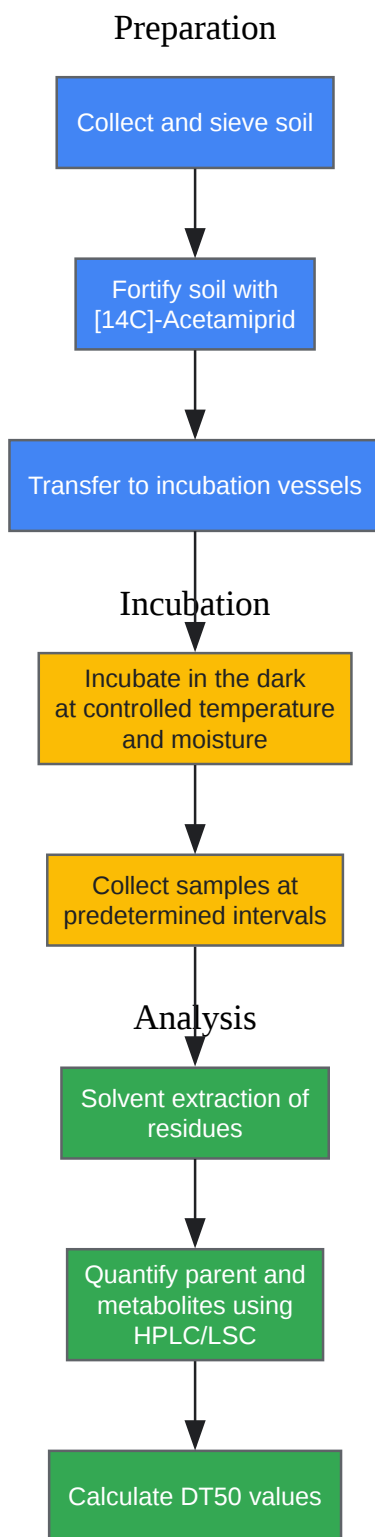 Preparation
Collect and sieve soil
Fortify soil with
[14C]-Acetamiprid
Transfer to incubation vessels
Incubation
Incubate in the dark
at controlled temperature
and moisture
Collect samples at
predetermined intervals
Analysis
Solvent extraction of
residues
Quantify parent and
metabolites using
HPLC/LSC
Calculate DT50 values